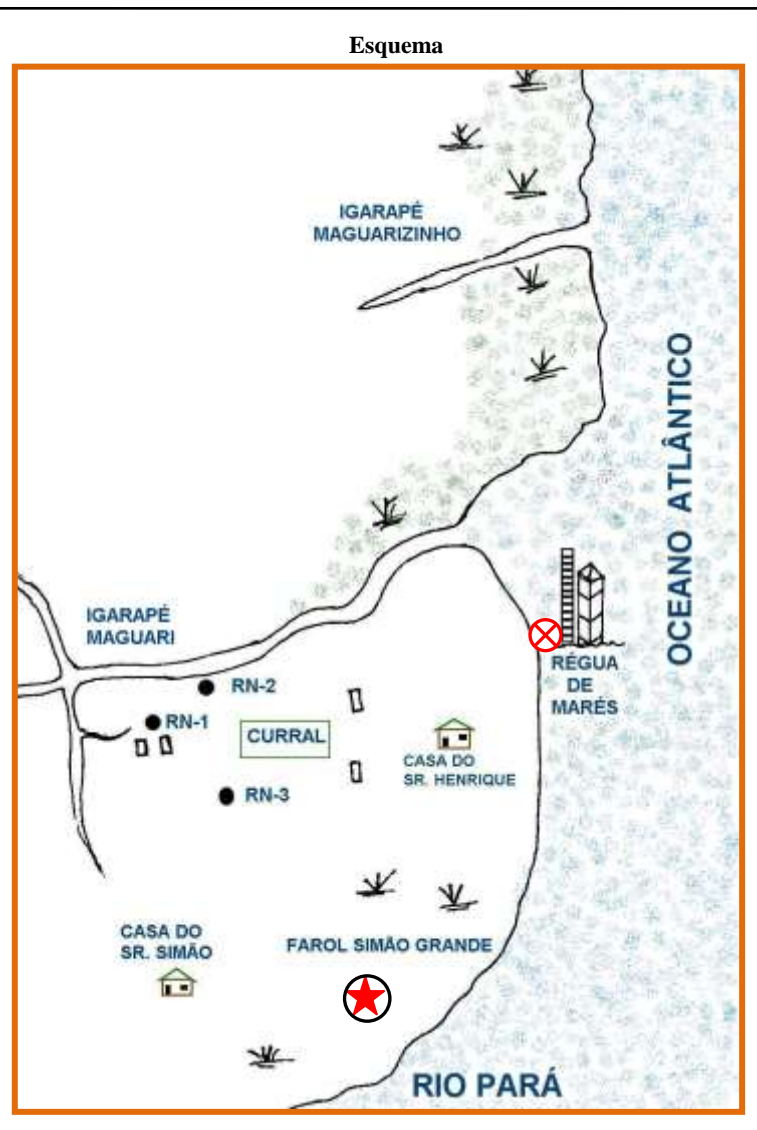 Esquema
IGARAPÉ
MAGUARIZINHO
OCEANO ATLÂNTICO
IGARAPÉ
MAGUARI
RÉGUA
DE
MARÉS
RN-2
RN-1
CURRAL
CASA DO
SR. HENRIQUE
RN-3
CASA DO
SR. SIMÃO
FAROL SIMÃO GRANDE
RIO PARÁ